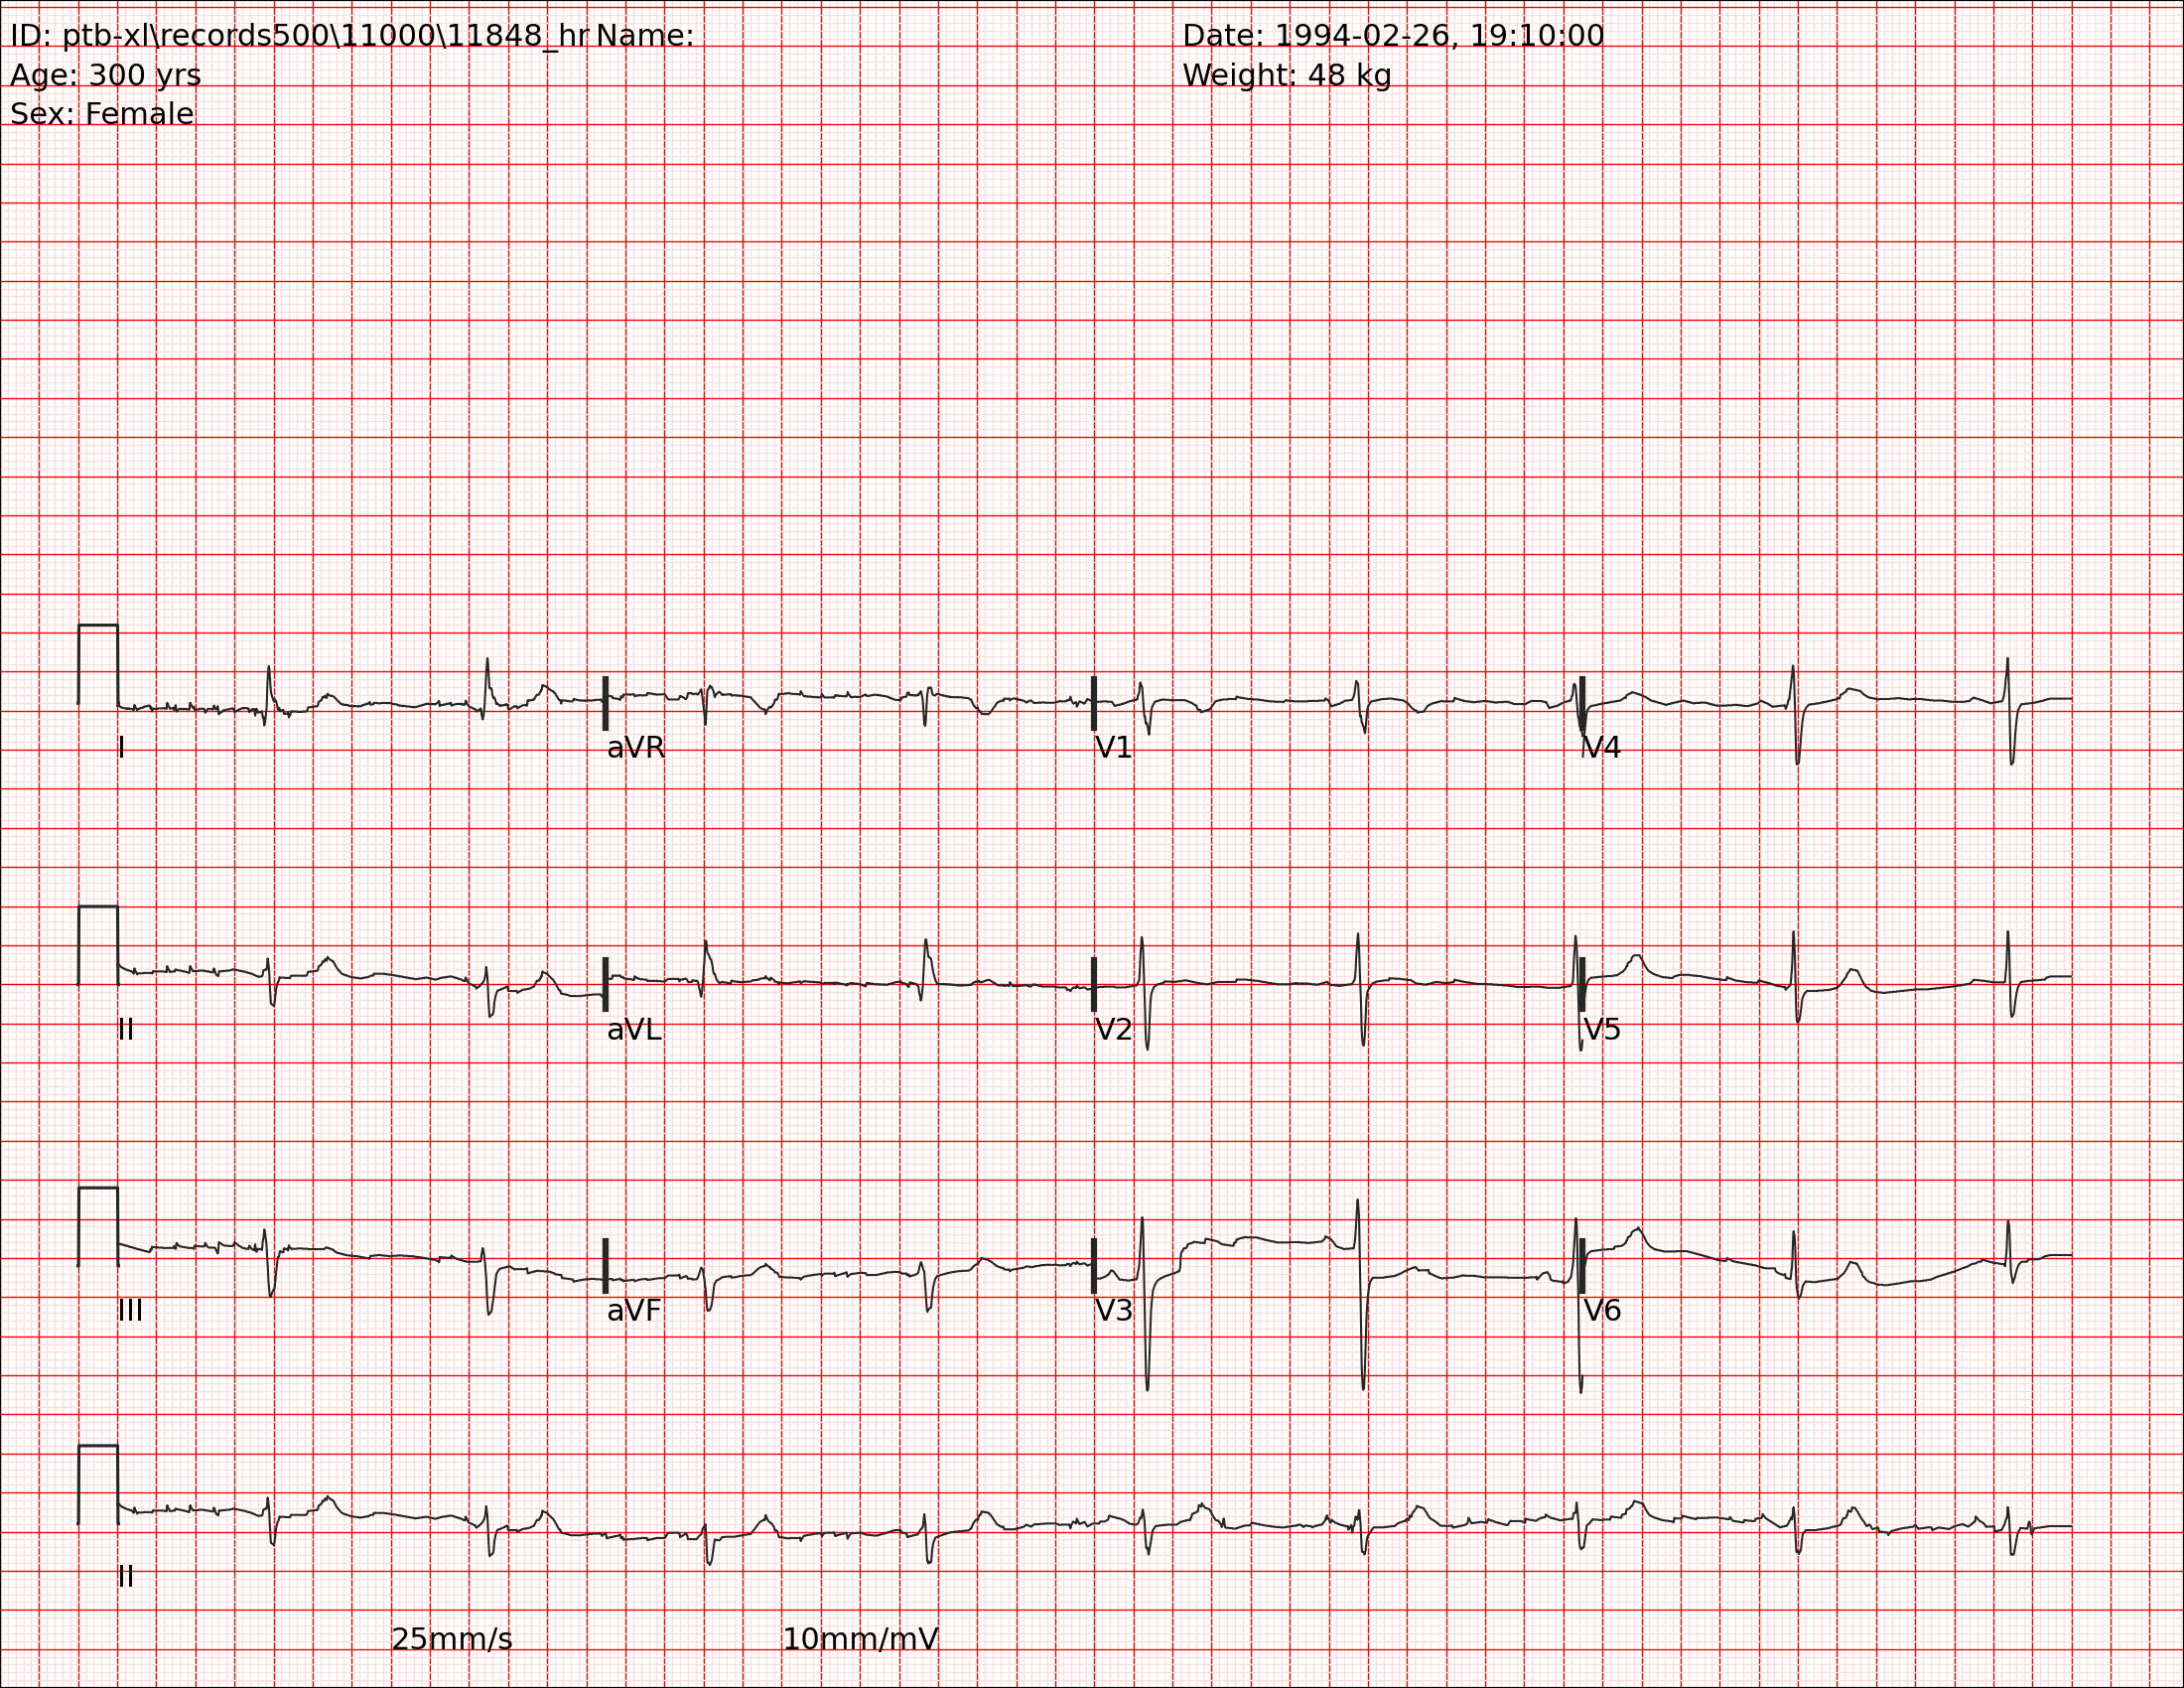 ID: ptb-xl\records500\11000\11848_hr Name:
Date: 1994-02-26, 19:10:00
Age: 300 yrs
Weight: 48 kg
Sex: Female
I
aVR
V1
V4
II
aVL
V2
V5
III
aVF
V3
V6
II
25mm/s
10mm/mV